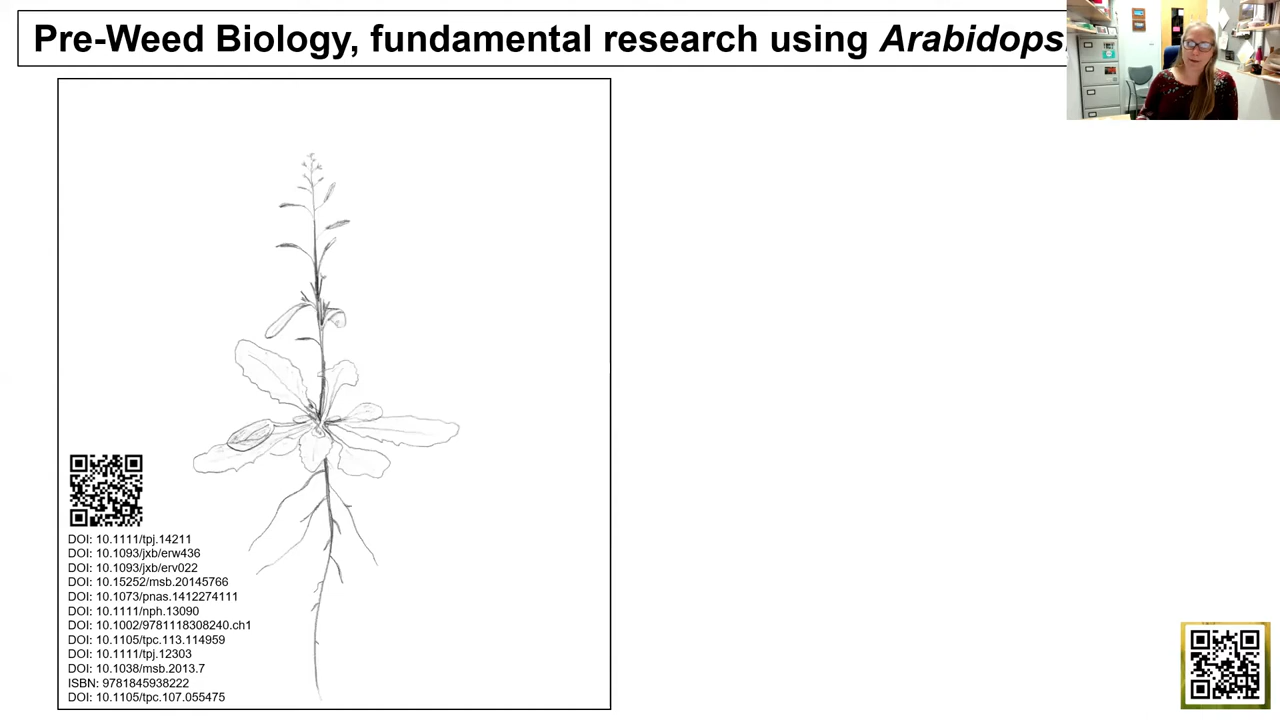 Pre-Weed Biology, fundamental research using Arabidops
DOI: 10.1111/tpj.14211
DOI: 10.1093/jxb/erw436
DOI: 10.1093/jxb/erv022
DOI: 10.15252/msb.20145766
DOI: 10.1073/pnas.1412274111
DOI: 10.1111/nph.13090
DOI: 10.1002/9781118308240.ch1
DOI: 10.1105/tpc.113.114959
DOI: 10.1111/tpj.12303
DOI: 10.1038/msb.2013.7
ISBN: 9781845938222
DOI: 10.1105/tpc.107.055475